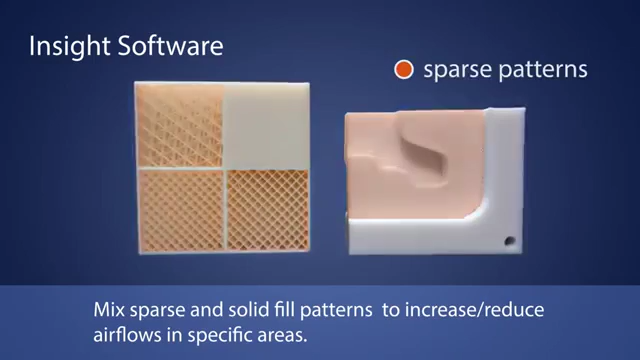 Insight Software
sparse patterns
Mix sparse and solid fill patterns to increase/reduce
airflows in specific areas.